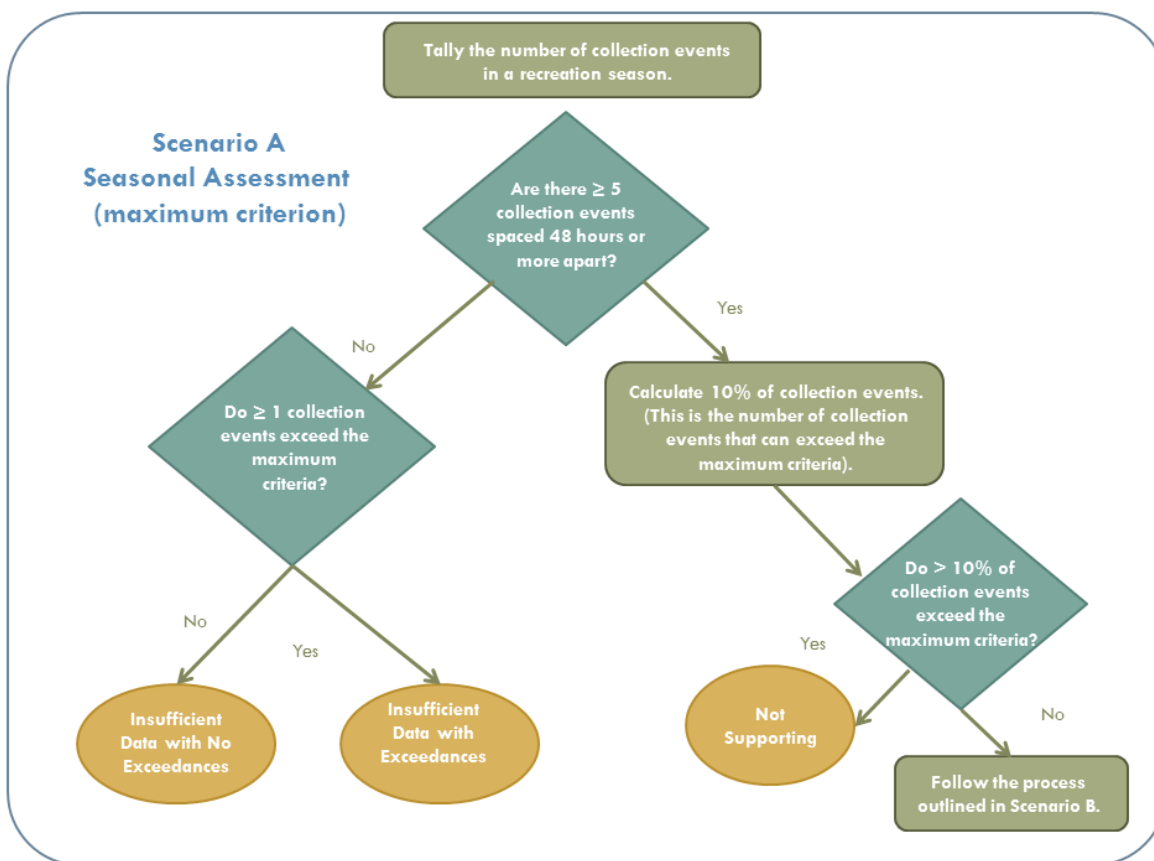 Tally the number of collection events
in a recreation season.
Scenario A
Seasonal Assessment
(maximum criterion)
Are there ≥ 5
collection events
spaced 48 hours or
more apart?
No
Yes
Do ≥ 1 collection
events exceed the
maximum
criteria?
Calculate 10% of collection events.
(This is the number of collection
events that can exceed the
maximum criteria).
Do > 10% of
collection events
exceed the
maximum criteria?
No
Yes
Yes
No
Insufficient
Data with No
Exceedances
Insufficient
Data with
Exceedances
Not
Supporting
Follow the process
outlined in Scenario B.